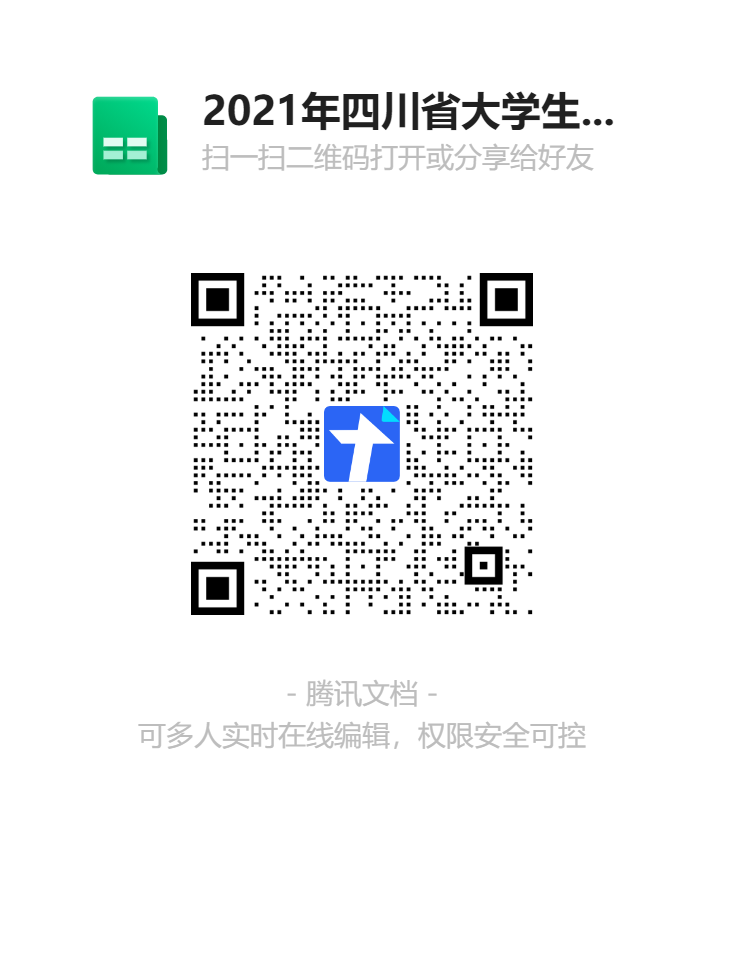 2021年四川省大学生...
扫一扫二维码打开或分享给好友
- 腾讯文档 -
可多人实时在线编辑，权限安全可控